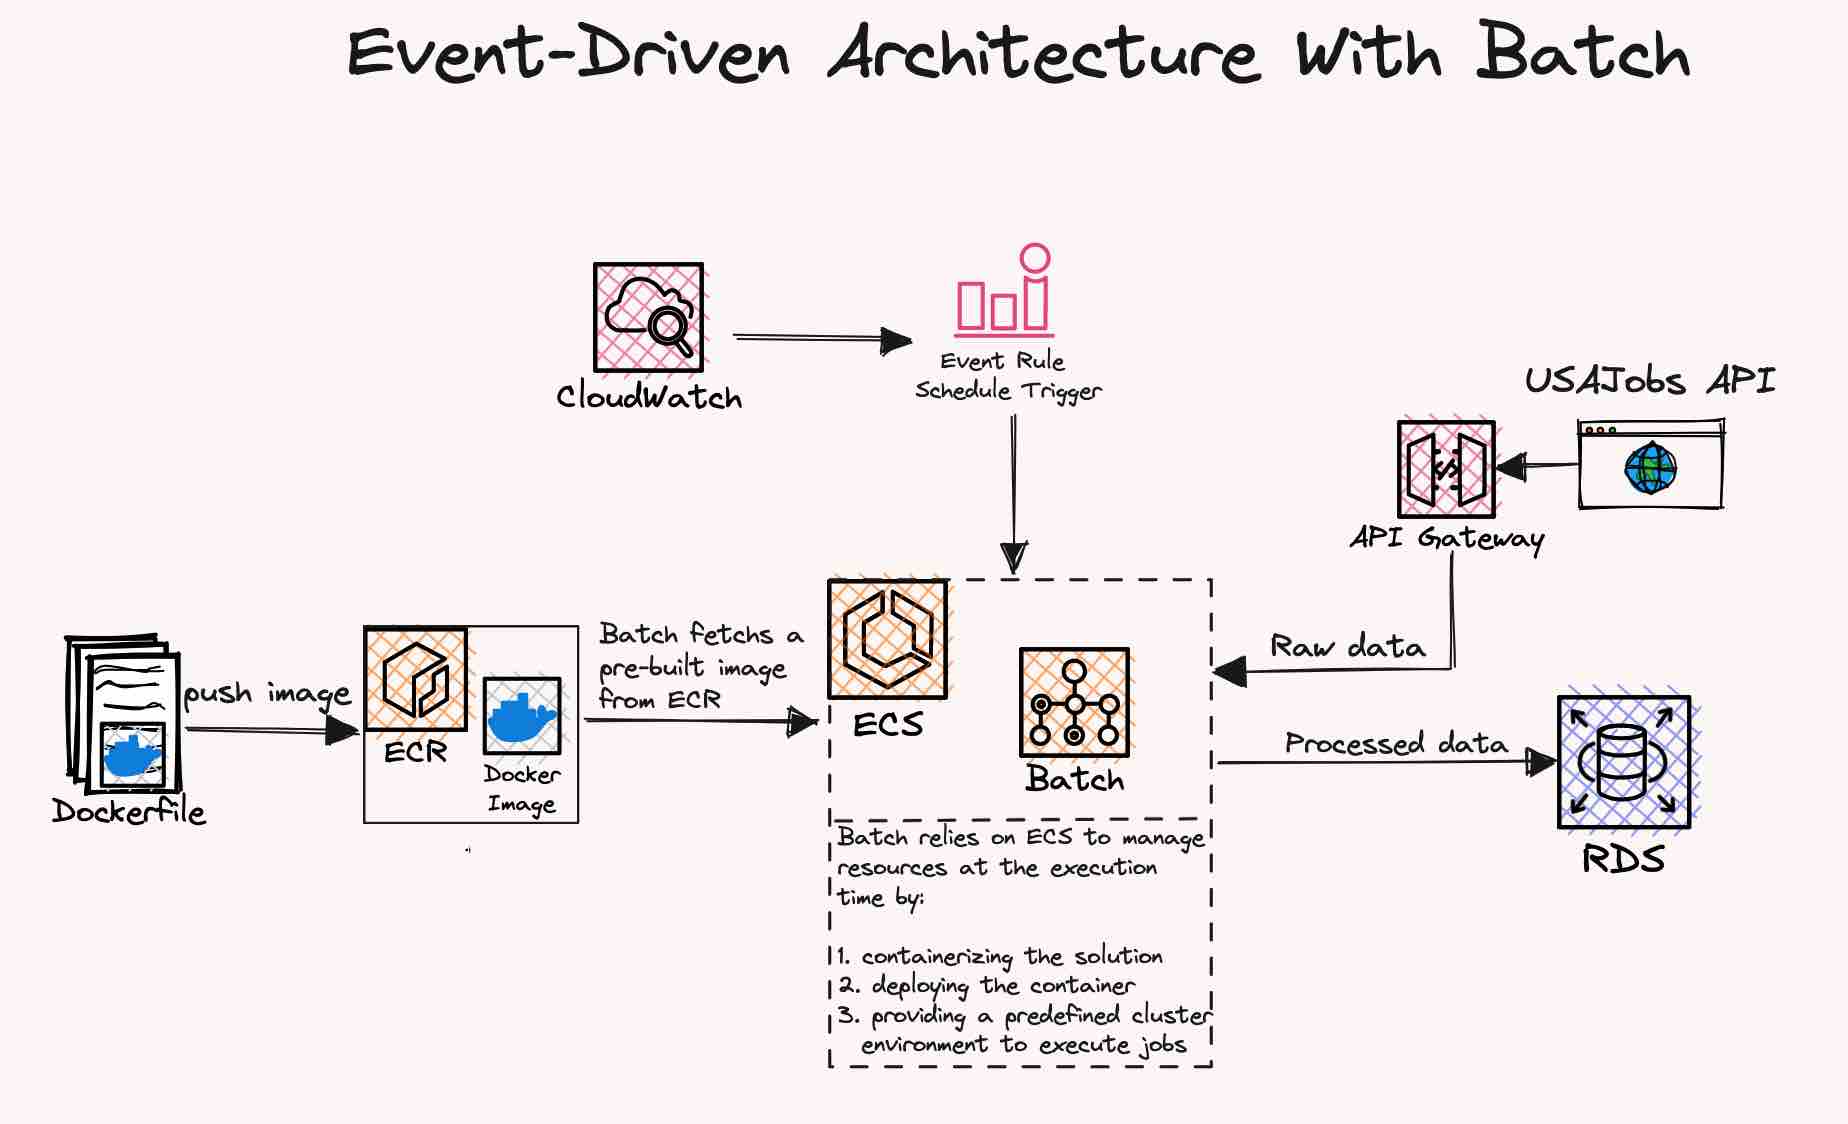 Event-Driven Architecture With Batch
CloudWatch
Event Rule
Schedule Trigger
USAJobs API
API Gateway
Raw data
push image
Dockerfile
ECR
Docker
Image
Batch fetchs a
pre-built image
from ECR
ECS
Batch
Processed data
RDS
Batch relies on ECS to manage
resources at the execution
time by:
1. containerizing the solution
2. deploying the container
3. providing a predefined cluster
environment to execute jobs